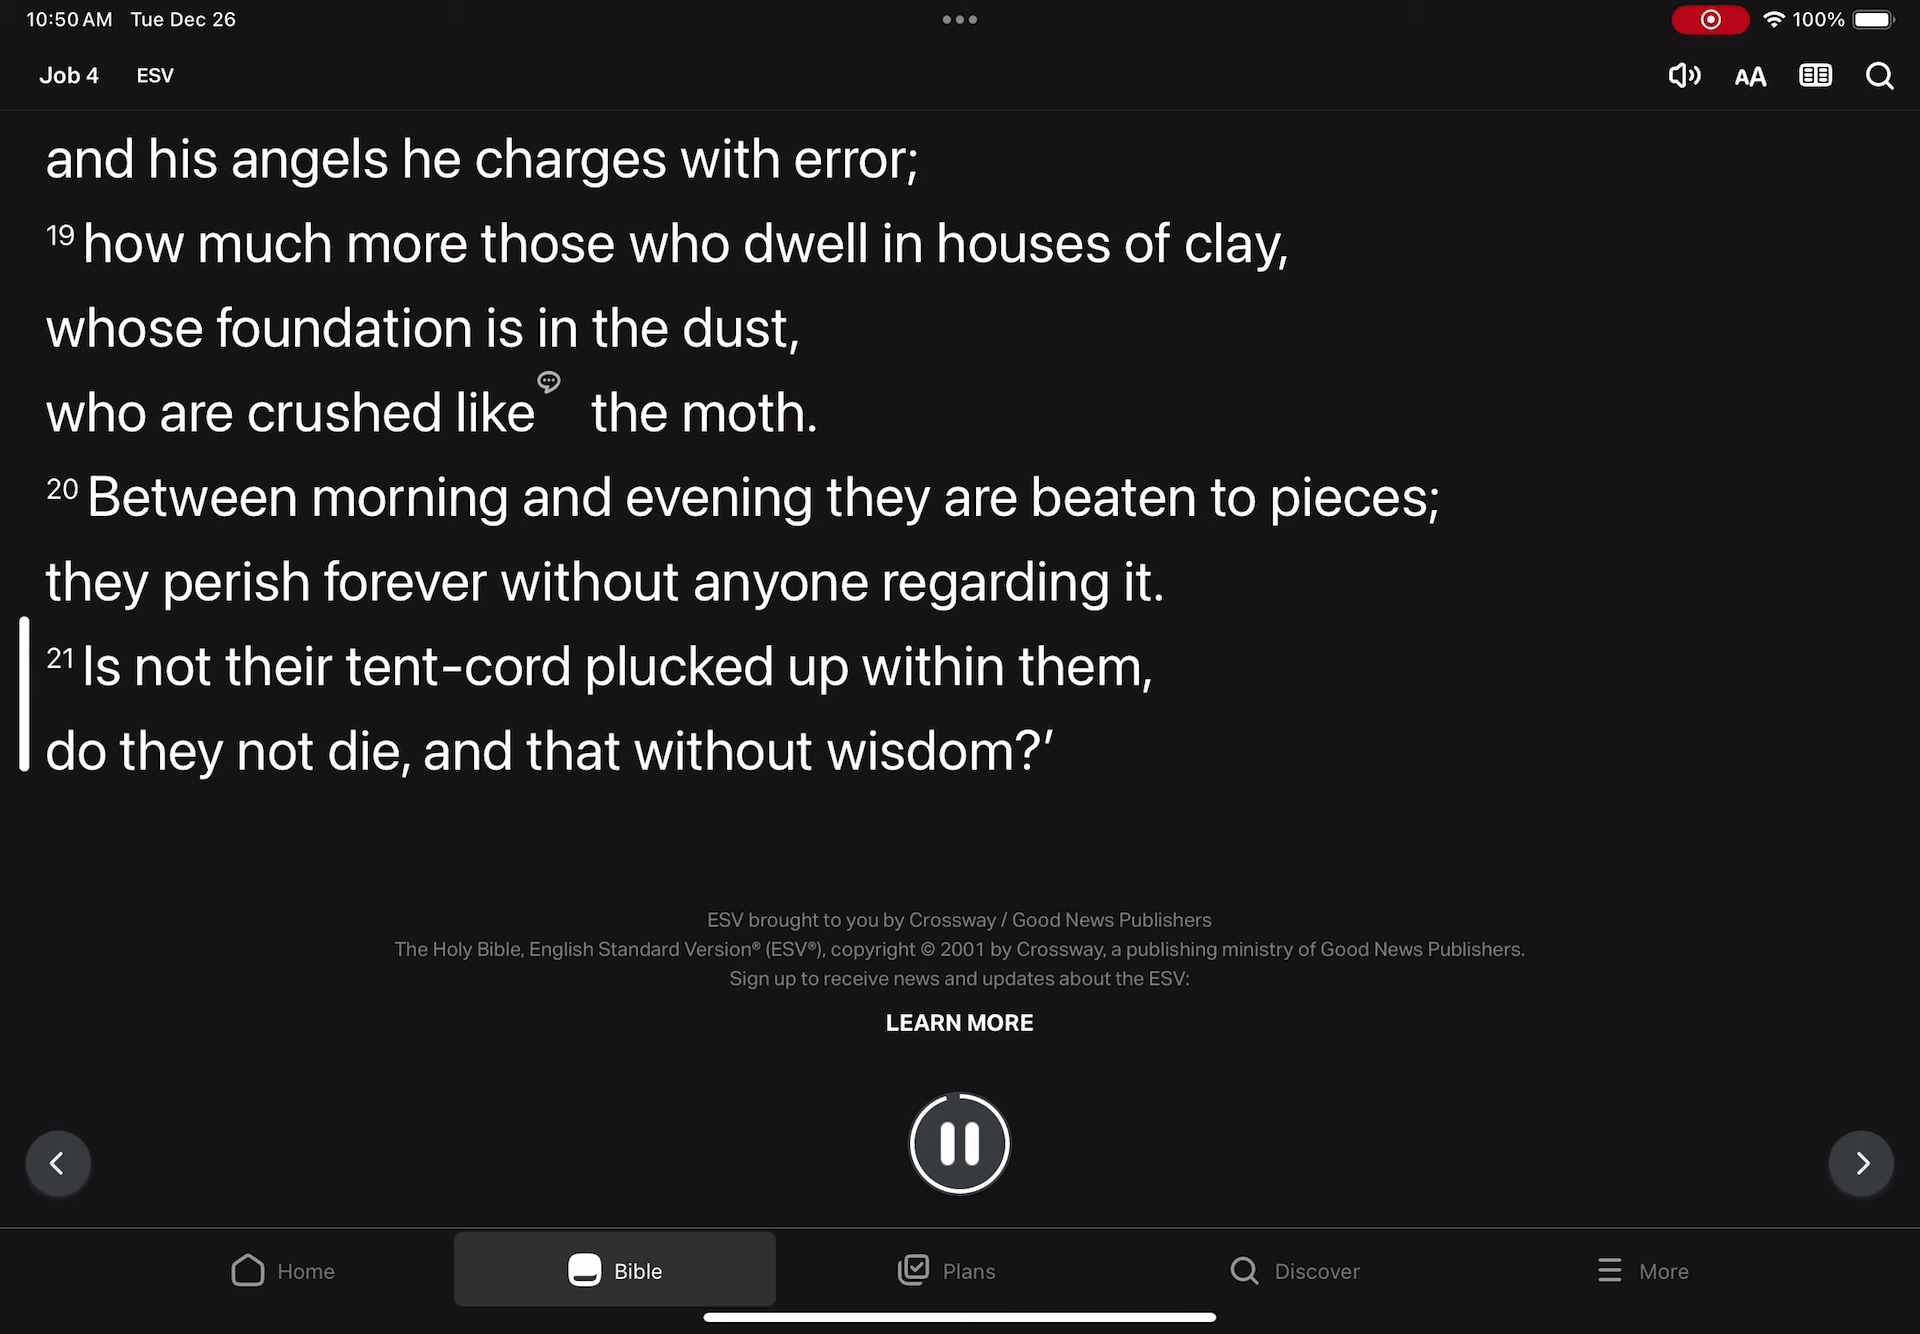 10:50 AM Tue Dec 26
100%
Job 4 ESV
AA
and his angels he charges with error;
19 how much more those who dwell in houses of clay,
whose foundation is in the dust,
who are crushed like the moth.
20 Between morning and evening they are beaten to pieces;
they perish forever without anyone regarding it.
21 Is not their tent-cord plucked up within them,
do they not die, and that without wisdom?’
ESV brought to you by Crossway / Good News Publishers
The Holy Bible, English Standard Version® (ESV®), copyright © 2001 by Crossway, a publishing ministry of Good News Publishers.
Sign up to receive news and updates about the ESV:
LEARN MORE
Home Bible Plans Discover More